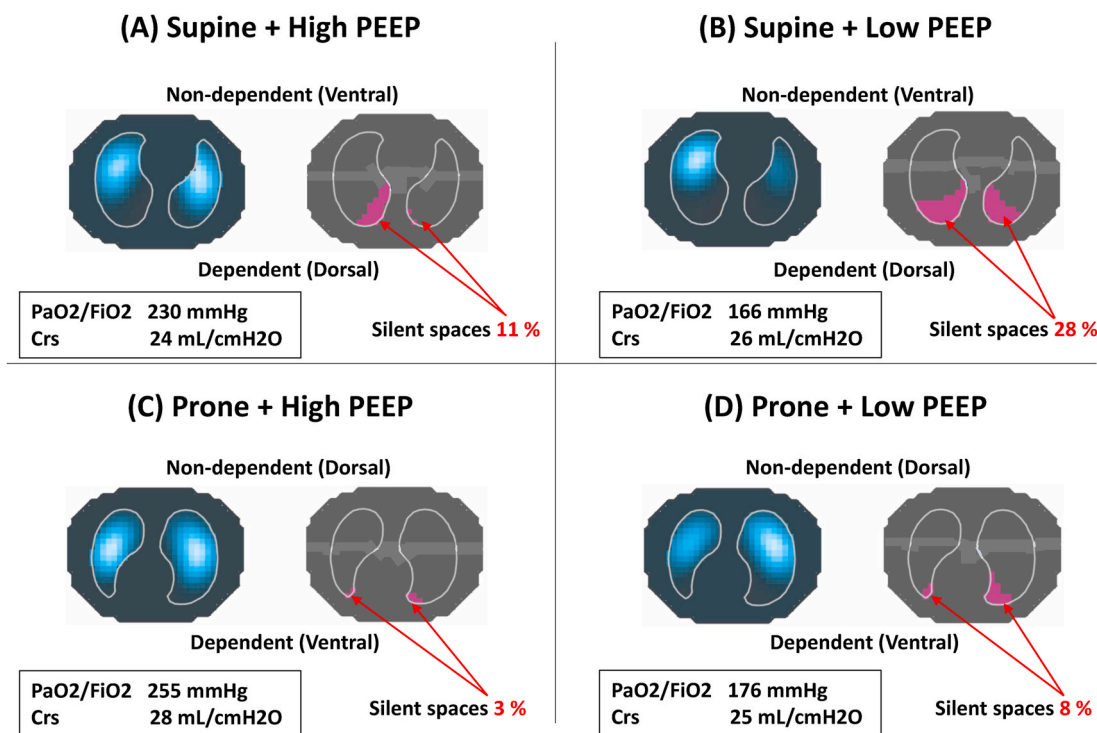 (A) Supine + High PEEP
Non-dependent (Ventral)
Dependent (Dorsal)
PaO2/FiO2 230 mmHg
Crs 24 mL/cmH2O
Silent spaces 11 %
(B) Supine + Low PEEP
Non-dependent (Ventral)
Dependent (Dorsal)
PaO2/FiO2 166 mmHg
Crs 26 mL/cmH2O
Silent spaces 28 %
(C) Prone + High PEEP
Non-dependent (Dorsal)
Dependent (Ventral)
PaO2/FiO2 255 mmHg
Crs 28 mL/cmH2O
Silent spaces 3 %
(D) Prone + Low PEEP
Non-dependent (Dorsal)
Dependent (Ventral)
PaO2/FiO2 176 mmHg
Crs 25 mL/cmH2O
Silent spaces 8 %